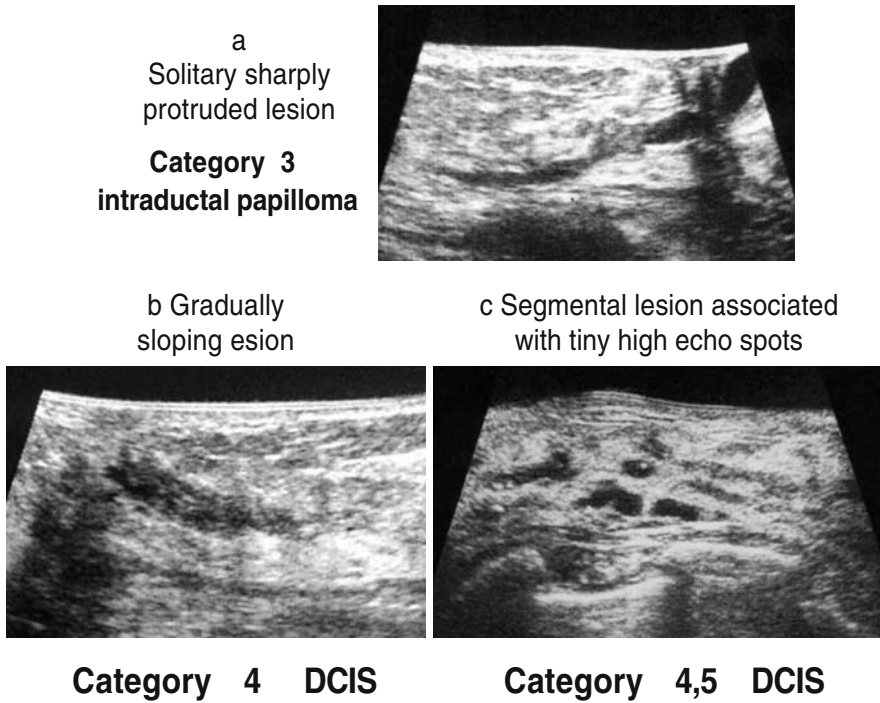 a
Solitary sharply
protruded lesion
Category 3
intraductal papilloma
b Gradually
sloping esion
c Segmental lesion associated
with tiny high echo spots
Category 4 DCIS
Category 4,5 DCIS